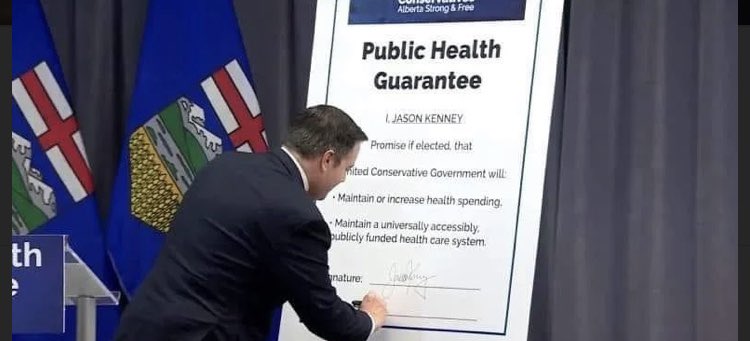 Conservatives
Alberta Strong & Free
Public Health
Guarantee
I, JASON KENNEY
Promise if elected, that
nited Conservative Government will:
• Maintain or increase health spending.
• Maintain a universally accessibly,
publicly funded health care system.
gnature:
th
e